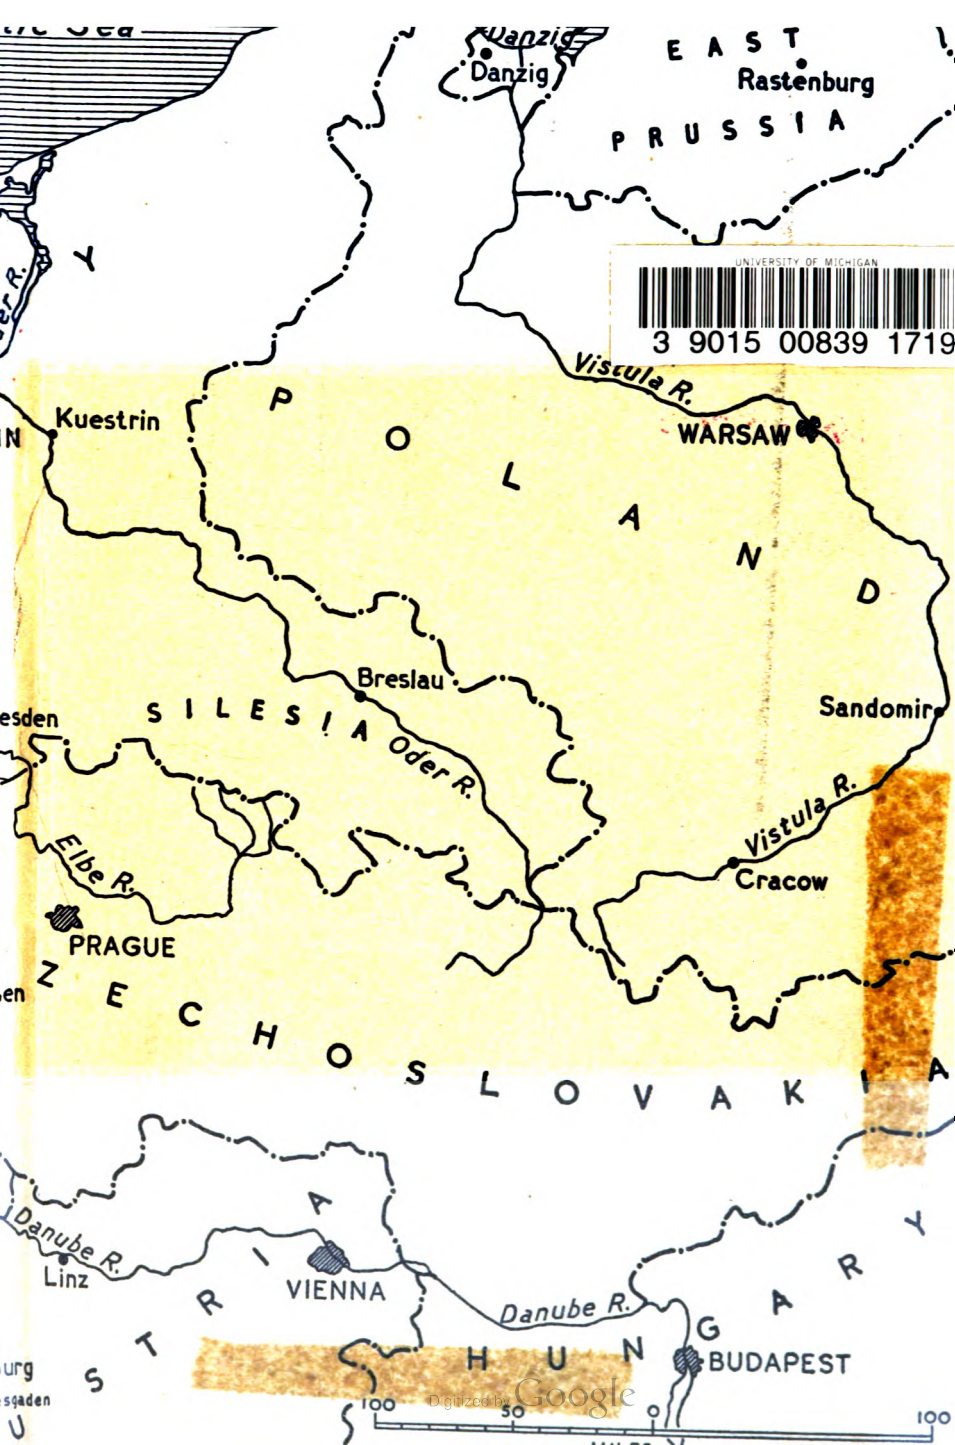 Danzig
Danzig
EAST
Rastenburg
PRUSSIA
Y
UNIVERSITY OF MICHIGAN
3 9015 00839 1719
Vistula R.
Kuestrin
WARSAW
POLAND
Breslau
SILESIA
Oder R.
Sandomir
Vistula R.
Elbe R.
Cracow
PRAGUE
ZECHOSLOVAKIA
Danube R.
Linz
VIENNA
USTRIA
Danube R.
HUNGARY
BUDAPEST
Digitized by Google
100 50 0 100